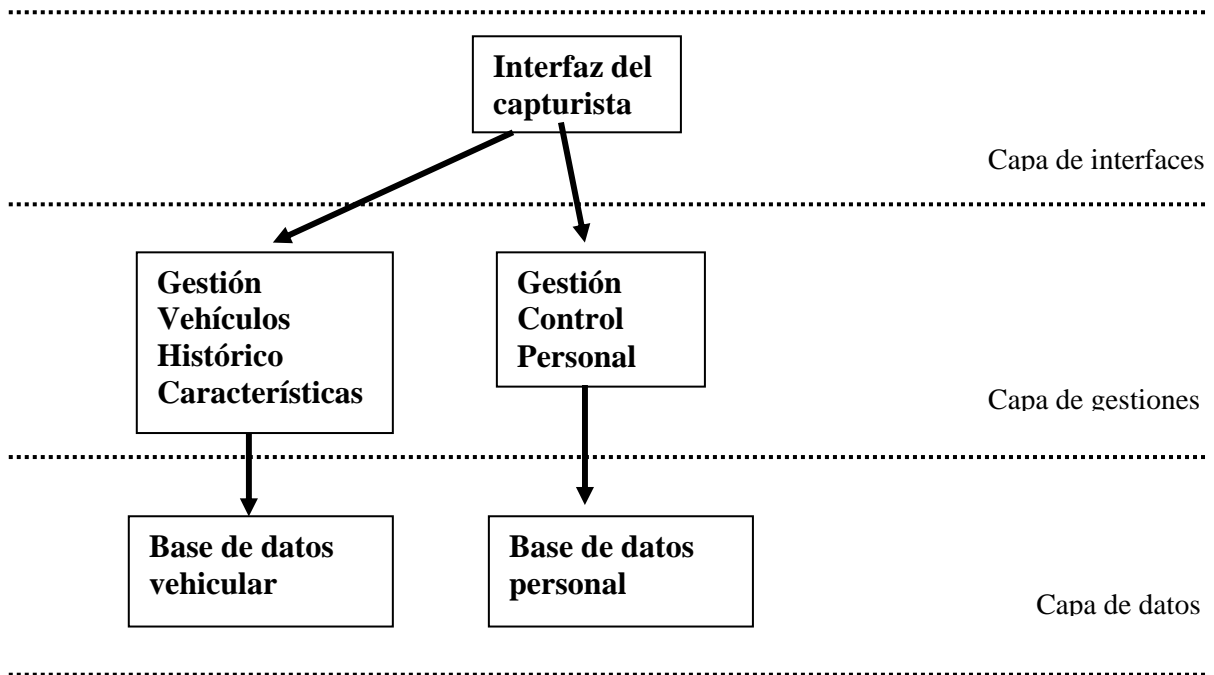 Interfaz del
capturista
Capa de interfaces
Gestión
Vehículos
Histórico
Características
Gestión
Control
Personal
Capa de gestiones
Base de datos
vehicular
Base de datos
personal
Capa de datos